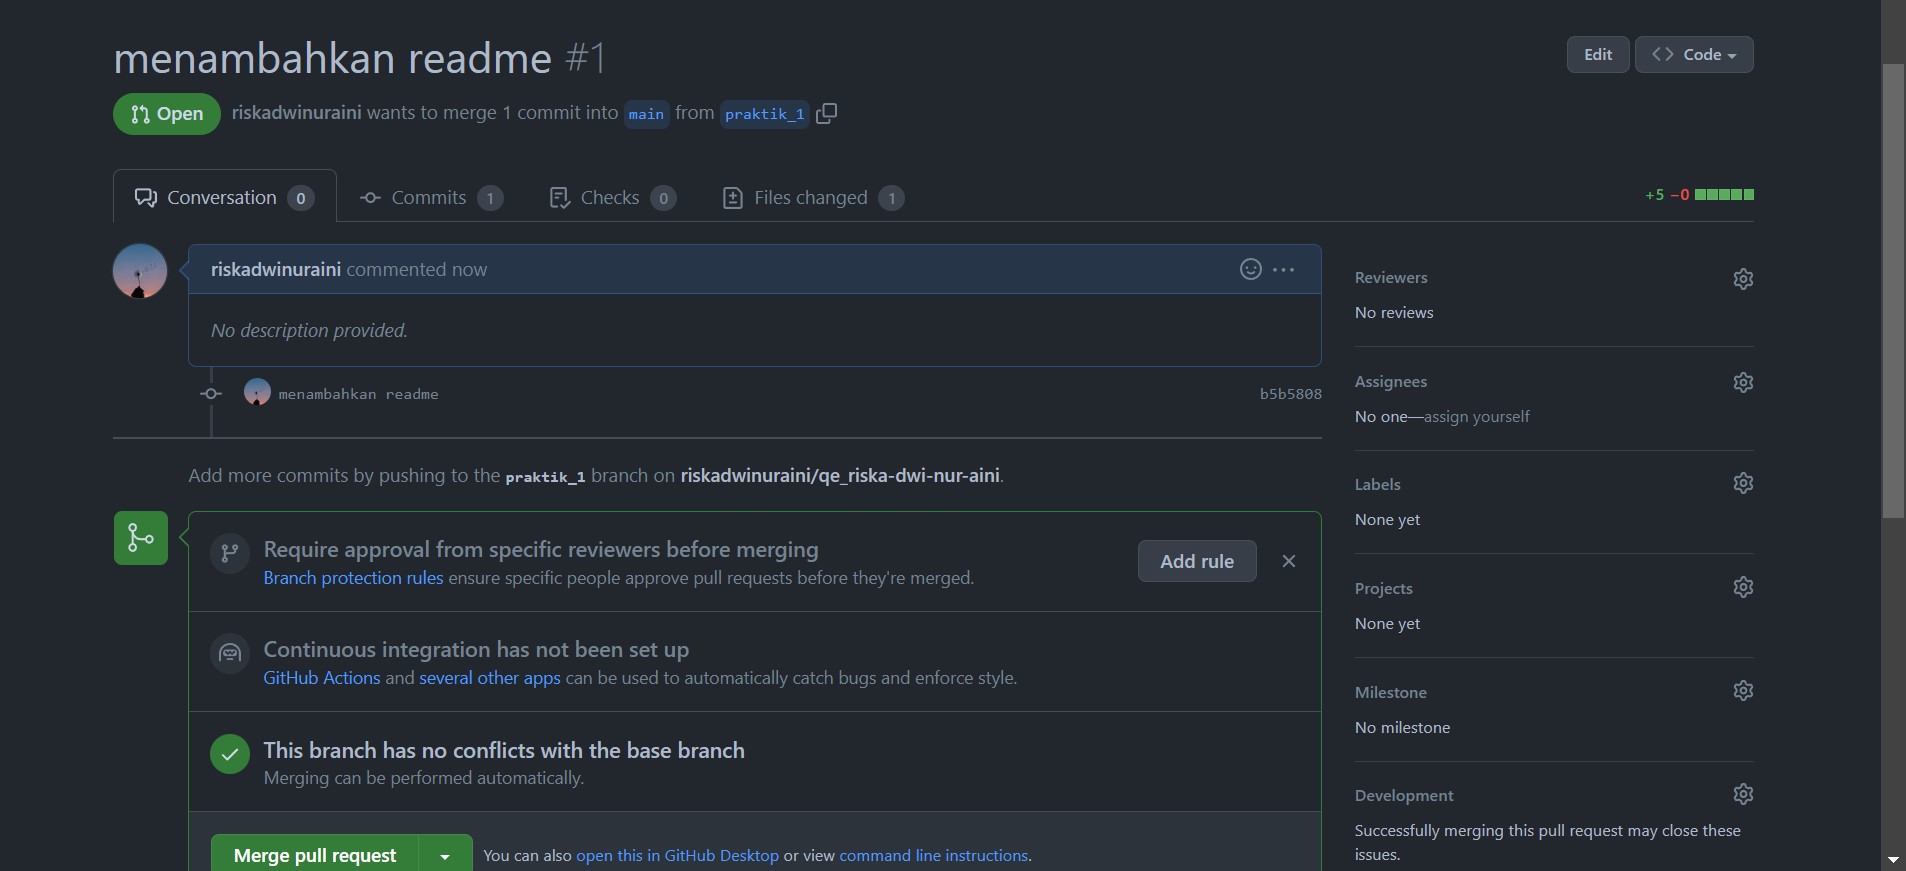 menambahkan readme #1
Edit
<> Code
Open
riskadwinuraini wants to merge 1 commit into main from praktik_1
Conversation 0
Commits 1
Checks 0
Files changed 1
+5 −0
riskadwinuraini commented now
No description provided.
menambahkan readme
b5b5808
Add more commits by pushing to the praktik_1 branch on riskadwinuraini/qe_riska-dwi-nur-aini.
Require approval from specific reviewers before merging
Branch protection rules ensure specific people approve pull requests before they're merged.
Add rule
Continuous integration has not been set up
GitHub Actions and several other apps can be used to automatically catch bugs and enforce style.
This branch has no conflicts with the base branch
Merging can be performed automatically.
Merge pull request
You can also open this in GitHub Desktop or view command line instructions.
Reviewers
No reviews
Assignees
No one—assign yourself
Labels
None yet
Projects
None yet
Milestone
No milestone
Development
Successfully merging this pull request may close these
issues.